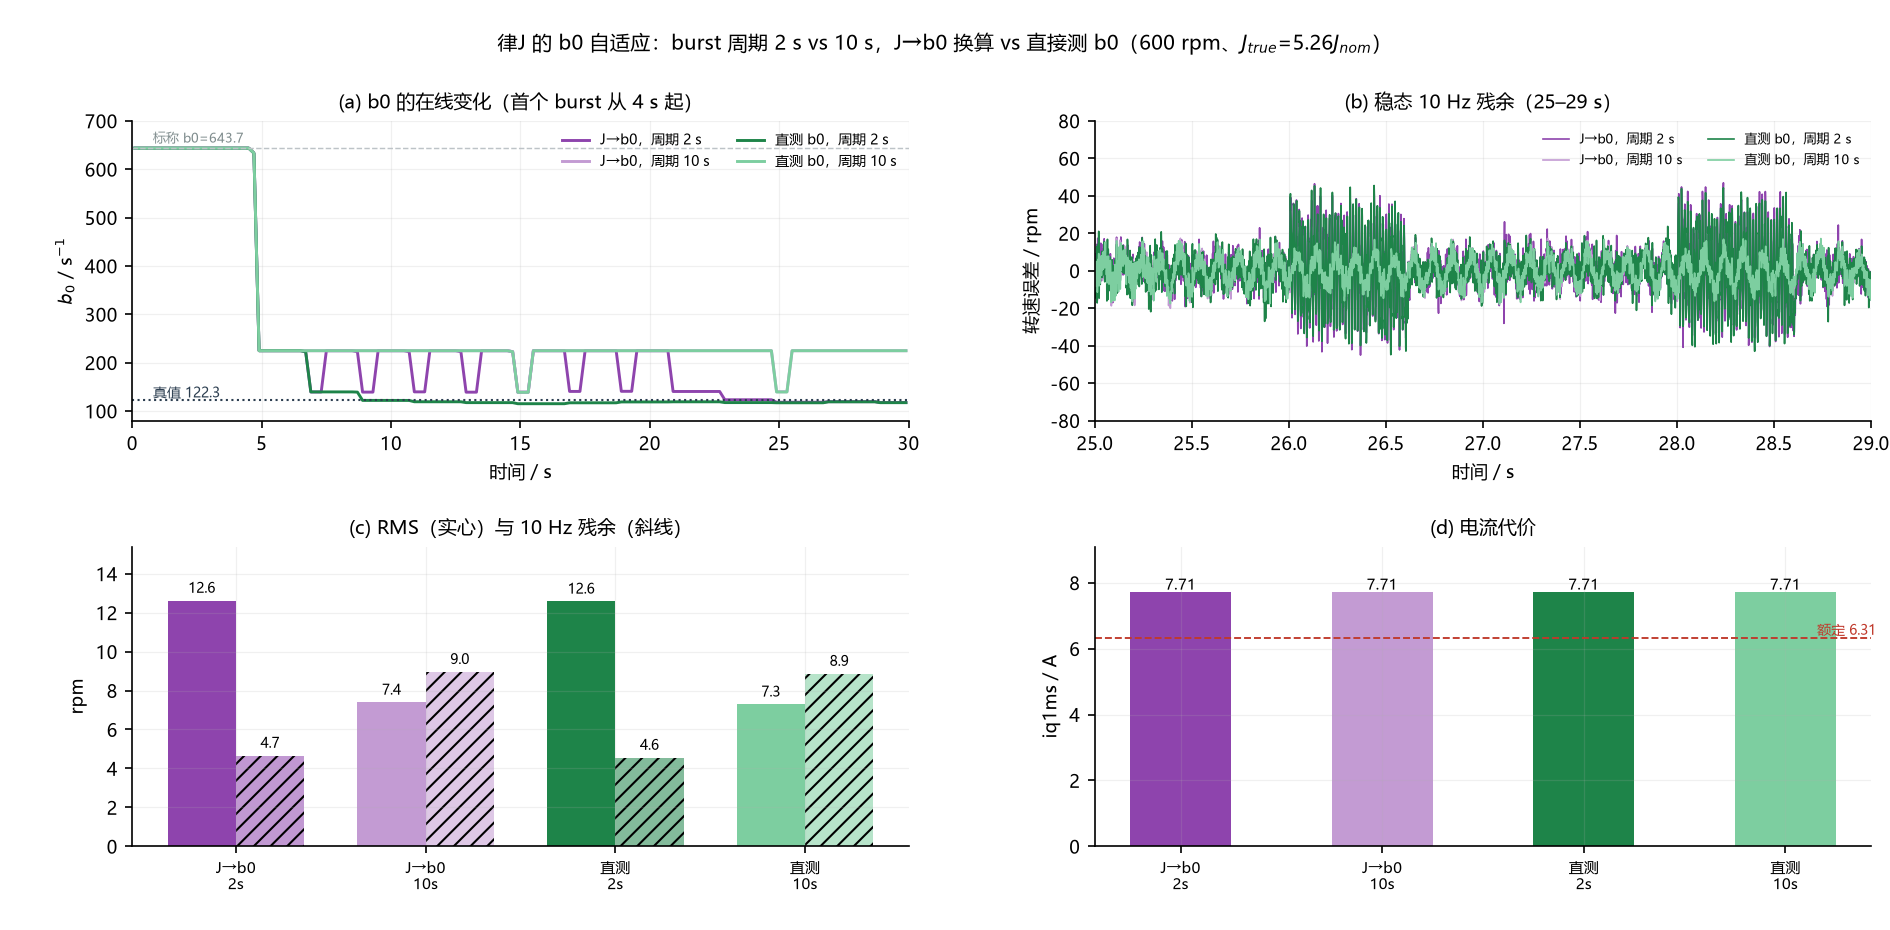 律J 的 b0 自适应：burst 周期 2 s vs 10 s，J→b0 换算 vs 直接测 b0（600 rpm、J_true=5.26J_nom）
(a) b0 的在线变化（首个 burst 从 4 s 起）
b₀ / s⁻¹
700
600
500
400
300
200
100
标称 b0=643.7
真值 122.3
J→b0，周期 2 s
J→b0，周期 10 s
直测 b0，周期 2 s
直测 b0，周期 10 s
0 5 10 15 20 25 30
时间 / s
(b) 稳态 10 Hz 残余（25–29 s）
转速误差 / rpm
80
60
40
20
0
-20
-40
-60
-80
J→b0，周期 2 s
J→b0，周期 10 s
直测 b0，周期 2 s
直测 b0，周期 10 s
25.0 25.5 26.0 26.5 27.0 27.5 28.0 28.5 29.0
时间 / s
(c) RMS（实心）与 10 Hz 残余（斜线）
rpm
14
12
10
8
6
4
2
0
12.6
4.7
7.4
9.0
12.6
4.6
7.3
8.9
J→b0
2s
J→b0
10s
直测
2s
直测
10s
(d) 电流代价
iq1ms / A
8
6
4
2
0
7.71
7.71
7.71
7.71
额定 6.31
J→b0
2s
J→b0
10s
直测
2s
直测
10s